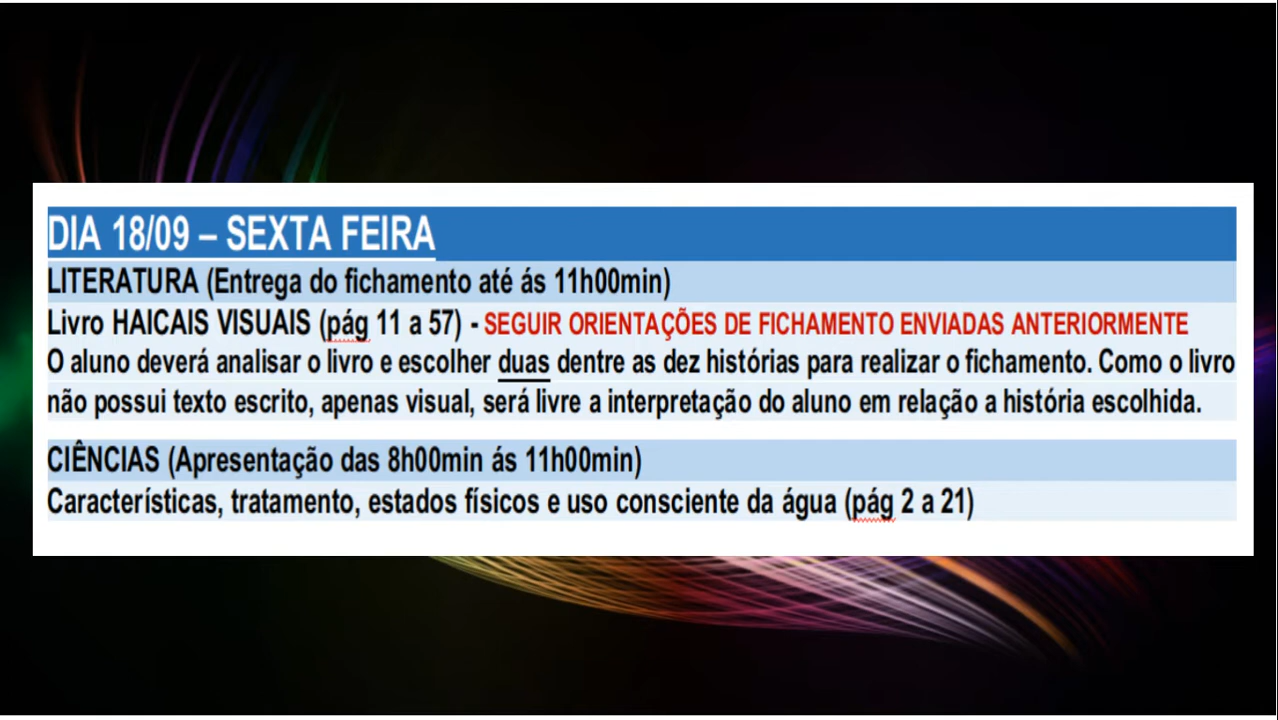 DIA 18/09 – SEXTA FEIRA
LITERATURA (Entrega do fichamento até ás 11h00min)
Livro HAICAIS VISUAIS (pág 11 a 57) - SEGUIR ORIENTAÇÕES DE FICHAMENTO ENVIADAS ANTERIORMENTE
O aluno deverá analisar o livro e escolher duas dentre as dez histórias para realizar o fichamento. Como o livro
não possui texto escrito, apenas visual, será livre a interpretação do aluno em relação a história escolhida.
CIÊNCIAS (Apresentação das 8h00min ás 11h00min)
Características, tratamento, estados físicos e uso consciente da água (pág 2 a 21)